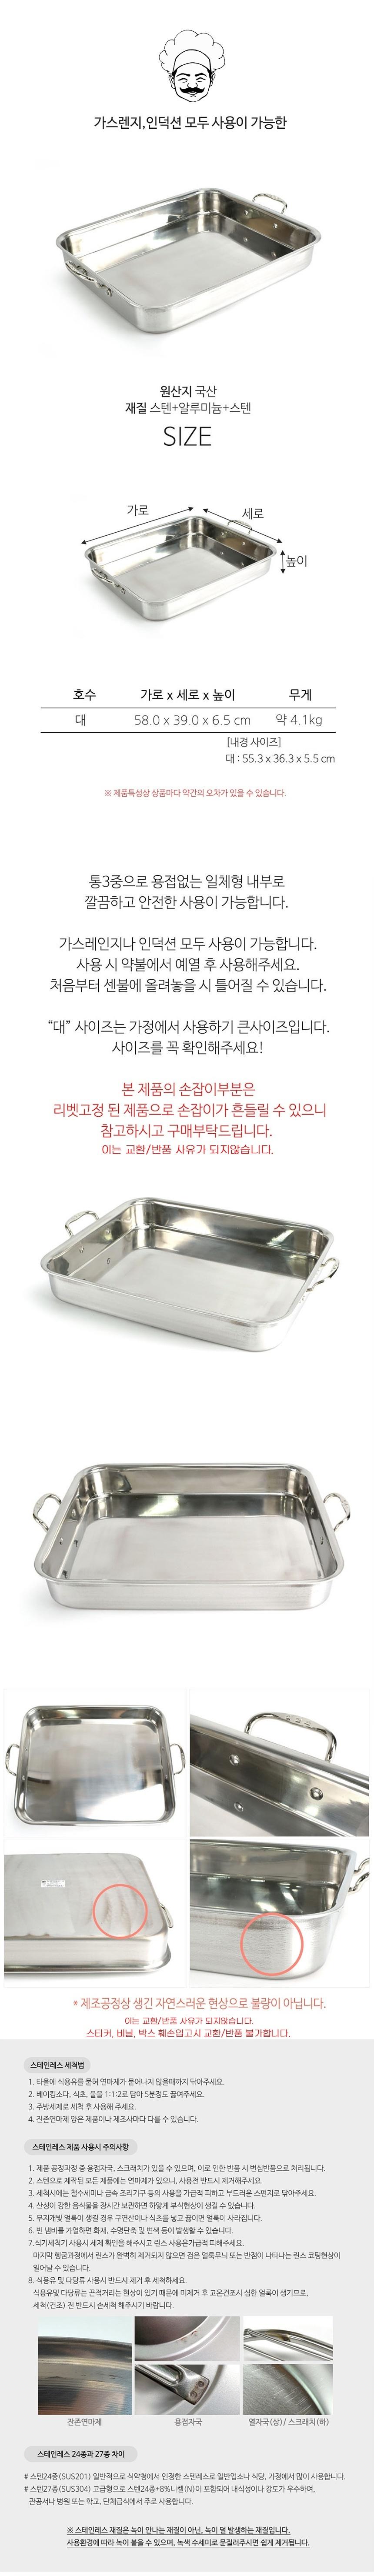 가스렌지,인덕션 모두 사용이 가능한
원산지 국산
재질 스텐+알루미늄+스텐
SIZE
가로
세로
높이
호수 가로 x 세로 x 높이 무게
대 58.0 x 39.0 x 6.5 cm 약 4.1kg
[내경 사이즈]
대 : 55.3 x 36.3 x 5.5 cm
※ 제품특성상 상품마다 약간의 오차가 있을 수 있습니다.
통3중으로 용접없는 일체형 내부로
깔끔하고 안전한 사용이 가능합니다.
가스레인지나 인덕션 모두 사용이 가능합니다.
사용 시 약불에서 예열 후 사용해주세요.
처음부터 센불에 올려놓을 시 틀어질 수 있습니다.
“대” 사이즈는 가정에서 사용하기 큰사이즈입니다.
사이즈를 꼭 확인해주세요!
본 제품의 손잡이부분은
리벳고정 된 제품으로 손잡이가 흔들릴 수 있으니
참고하시고 구매부탁드립니다.
이는 교환/반품 사유가 되지않습니다.
* 제조공정상 생긴 자연스러운 현상으로 불량이 아닙니다.
이는 교환/반품 사유가 되지않습니다.
스티커, 비닐, 박스 훼손입고시 교환/반품 불가합니다.
스테인레스 세척법
1. 타올에 식용유를 묻혀 연마제가 묻어나지 않을때까지 닦아주세요.
2. 베이킹소다, 식초, 물을 1:1:2로 담아 5분정도 끓여주세요.
3. 주방세제로 세척 후 사용해 주세요.
4. 잔존연마제 양은 제품이나 제조사마다 다를 수 있습니다.
스테인레스 제품 사용시 주의사항
1. 제품 공정과정 중 용접자국, 스크래치가 있을 수 있으며, 이로 인한 반품 시 변심반품으로 처리됩니다.
2. 스텐으로 제작된 모든 제품에는 연마제가 있으니, 사용전 반드시 제거해주세요.
3. 세척시에는 철수세미나 금속 조리기구 등의 사용을 가급적 피하고 부드러운 스펀지로 닦아주세요.
4. 산성이 강한 음식물을 장시간 보관하면 하얗게 부식현상이 생길 수 있습니다.
5. 무지개빛 얼룩이 생길 경우 구연산이나 식초를 넣고 끓이면 얼룩이 사라집니다.
6. 빈 냄비를 가열하면 화재, 수명단축 및 변색 등이 발생할 수 있습니다.
7. 식기세척기 사용시 세제 확인을 해주시고 린스 사용은가급적 피해주세요.
마지막 헹굼과정에서 린스가 완벽히 제거되지 않으면 검은 얼룩무늬 또는 반점이 나타나는 린스 코팅현상이
일어날 수 있습니다.
8. 식용유 및 다당류 사용시 반드시 제거 후 세척하세요.
식용유및 다당류는 끈적거리는 현상이 있기 때문에 미제거 후 고온건조시 심한 얼룩이 생기므로,
세척(건조) 전 반드시 손세척 해주시기 바랍니다.
잔존연마제
용접자국
열자국(상) / 스크래치(하)
스테인레스 24종과 27종 차이
# 스텐24종(SUS201) 일반적으로 식약청에서 인정한 스텐레스로 일반업소나 식당, 가정에서 많이 사용합니다.
# 스텐27종(SUS304) 고급형으로 스텐24종+8%니켈(N)이 포함되어 내식성이나 강도가 우수하여,
관공서나 병원 또는 학교, 단체급식에서 주로 사용합니다.
※ 스테인레스 재질은 녹이 안나는 재질이 아닌, 녹이 덜 발생하는 재질입니다.
사용환경에 따라 녹이 붙을 수 있으며, 녹색 수세미로 문질러주시면 쉽게 제거됩니다.